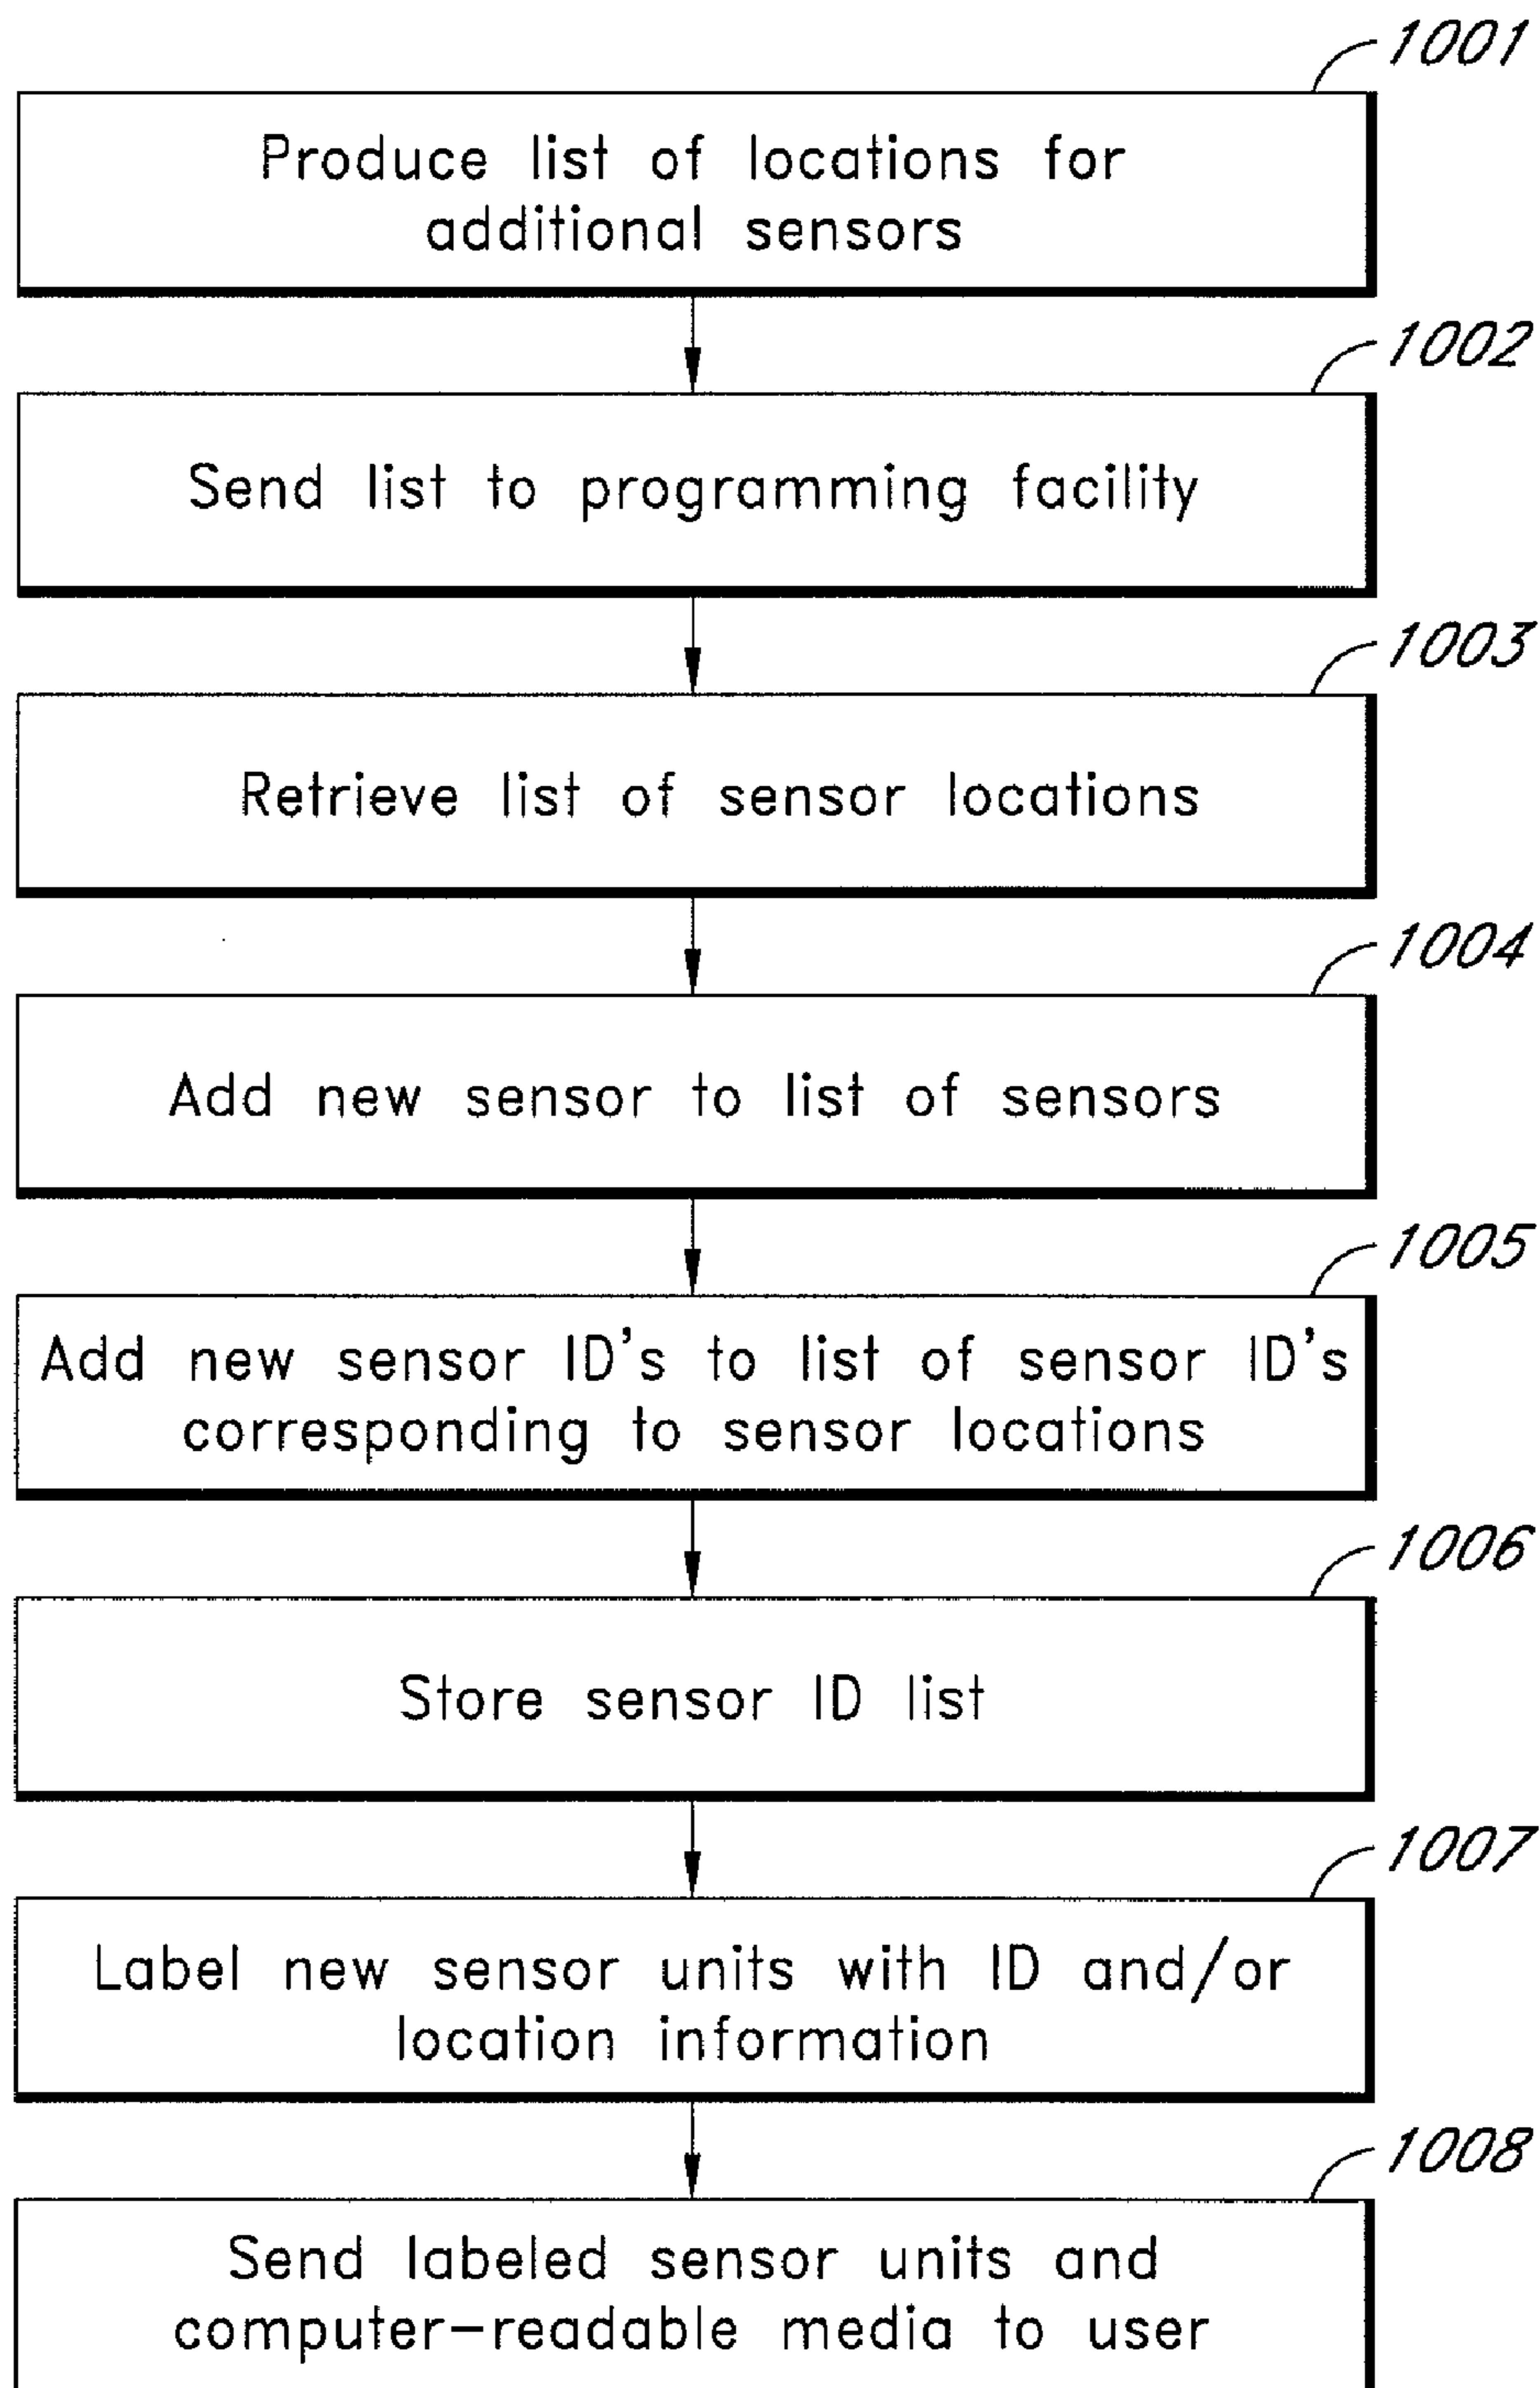 1001
Produce list of locations for
additional sensors
1002
Send list to programming facility
1003
Retrieve list of sensor locations
1004
Add new sensor to list of sensors
1005
Add new sensor ID's to list of sensor ID's
corresponding to sensor locations
1006
Store sensor ID list
1007
Label new sensor units with ID and/or
location information
1008
Send labeled sensor units and
computer-readable media to user